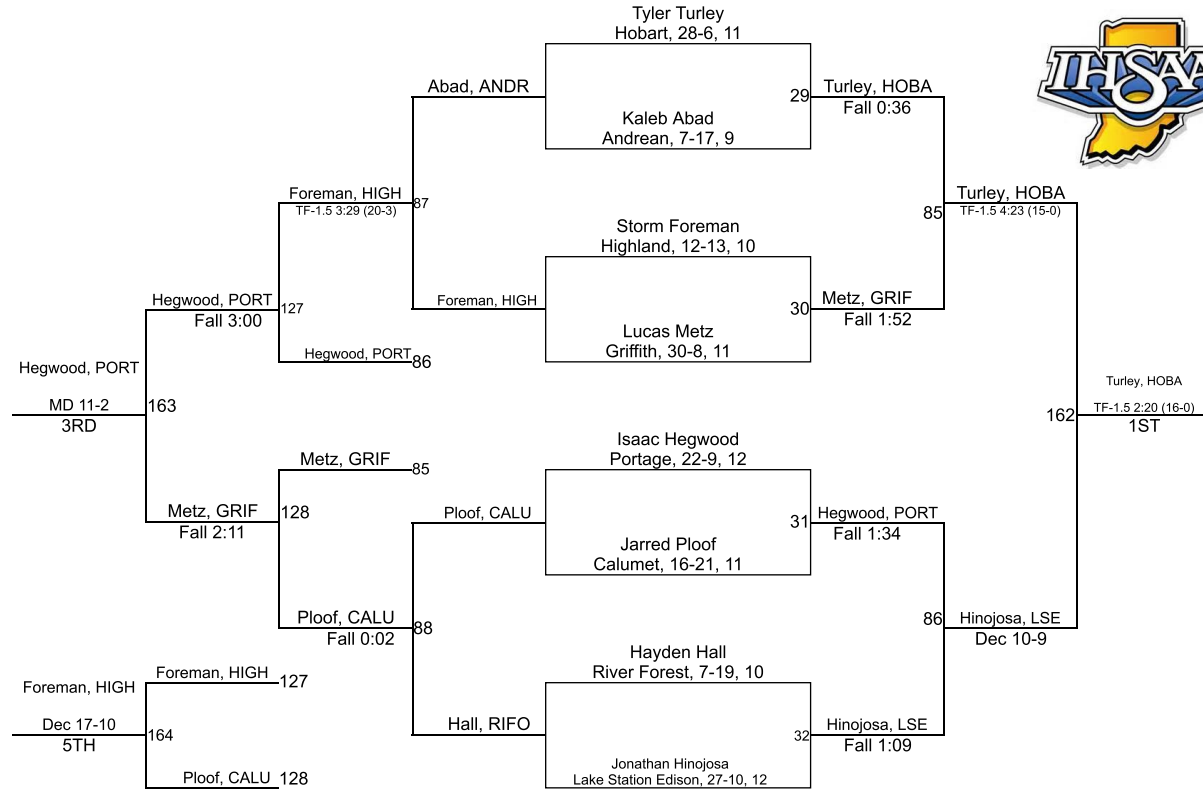 Tyler Turley
Hobart, 28-6, 11
IHSAA
Abad, ANDR
29
Turley, HOBA
Fall 0:36
Kaleb Abad
Andrean, 7-17, 9
Foreman, HIGH
TF-1.5 3:29 (20-3)
87
85
Turley, HOBA
TF-1.5 4:23 (15-0)
Storm Foreman
Highland, 12-13, 10
Hegwood, PORT
Fall 3:00
127
Foreman, HIGH
30
Metz, GRIF
Fall 1:52
Lucas Metz
Griffith, 30-8, 11
Hegwood, PORT
86
Hegwood, PORT
MD 11-2
3RD
163
162
Turley, HOBA
TF-1.5 2:20 (16-0)
1ST
Isaac Hegwood
Portage, 22-9, 12
Metz, GRIF
85
Metz, GRIF
Fall 2:11
128
Ploof, CALU
31
Hegwood, PORT
Fall 1:34
Jarred Ploof
Calumet, 16-21, 11
Ploof, CALU
Fall 0:02
88
86
Hinojosa, LSE
Dec 10-9
Hayden Hall
River Forest, 7-19, 10
Foreman, HIGH
127
Foreman, HIGH
Dec 17-10
5TH
164
Hall, RIFO
32
Hinojosa, LSE
Fall 1:09
Jonathan Hinojosa
Lake Station Edison, 27-10, 12
Ploof, CALU
128